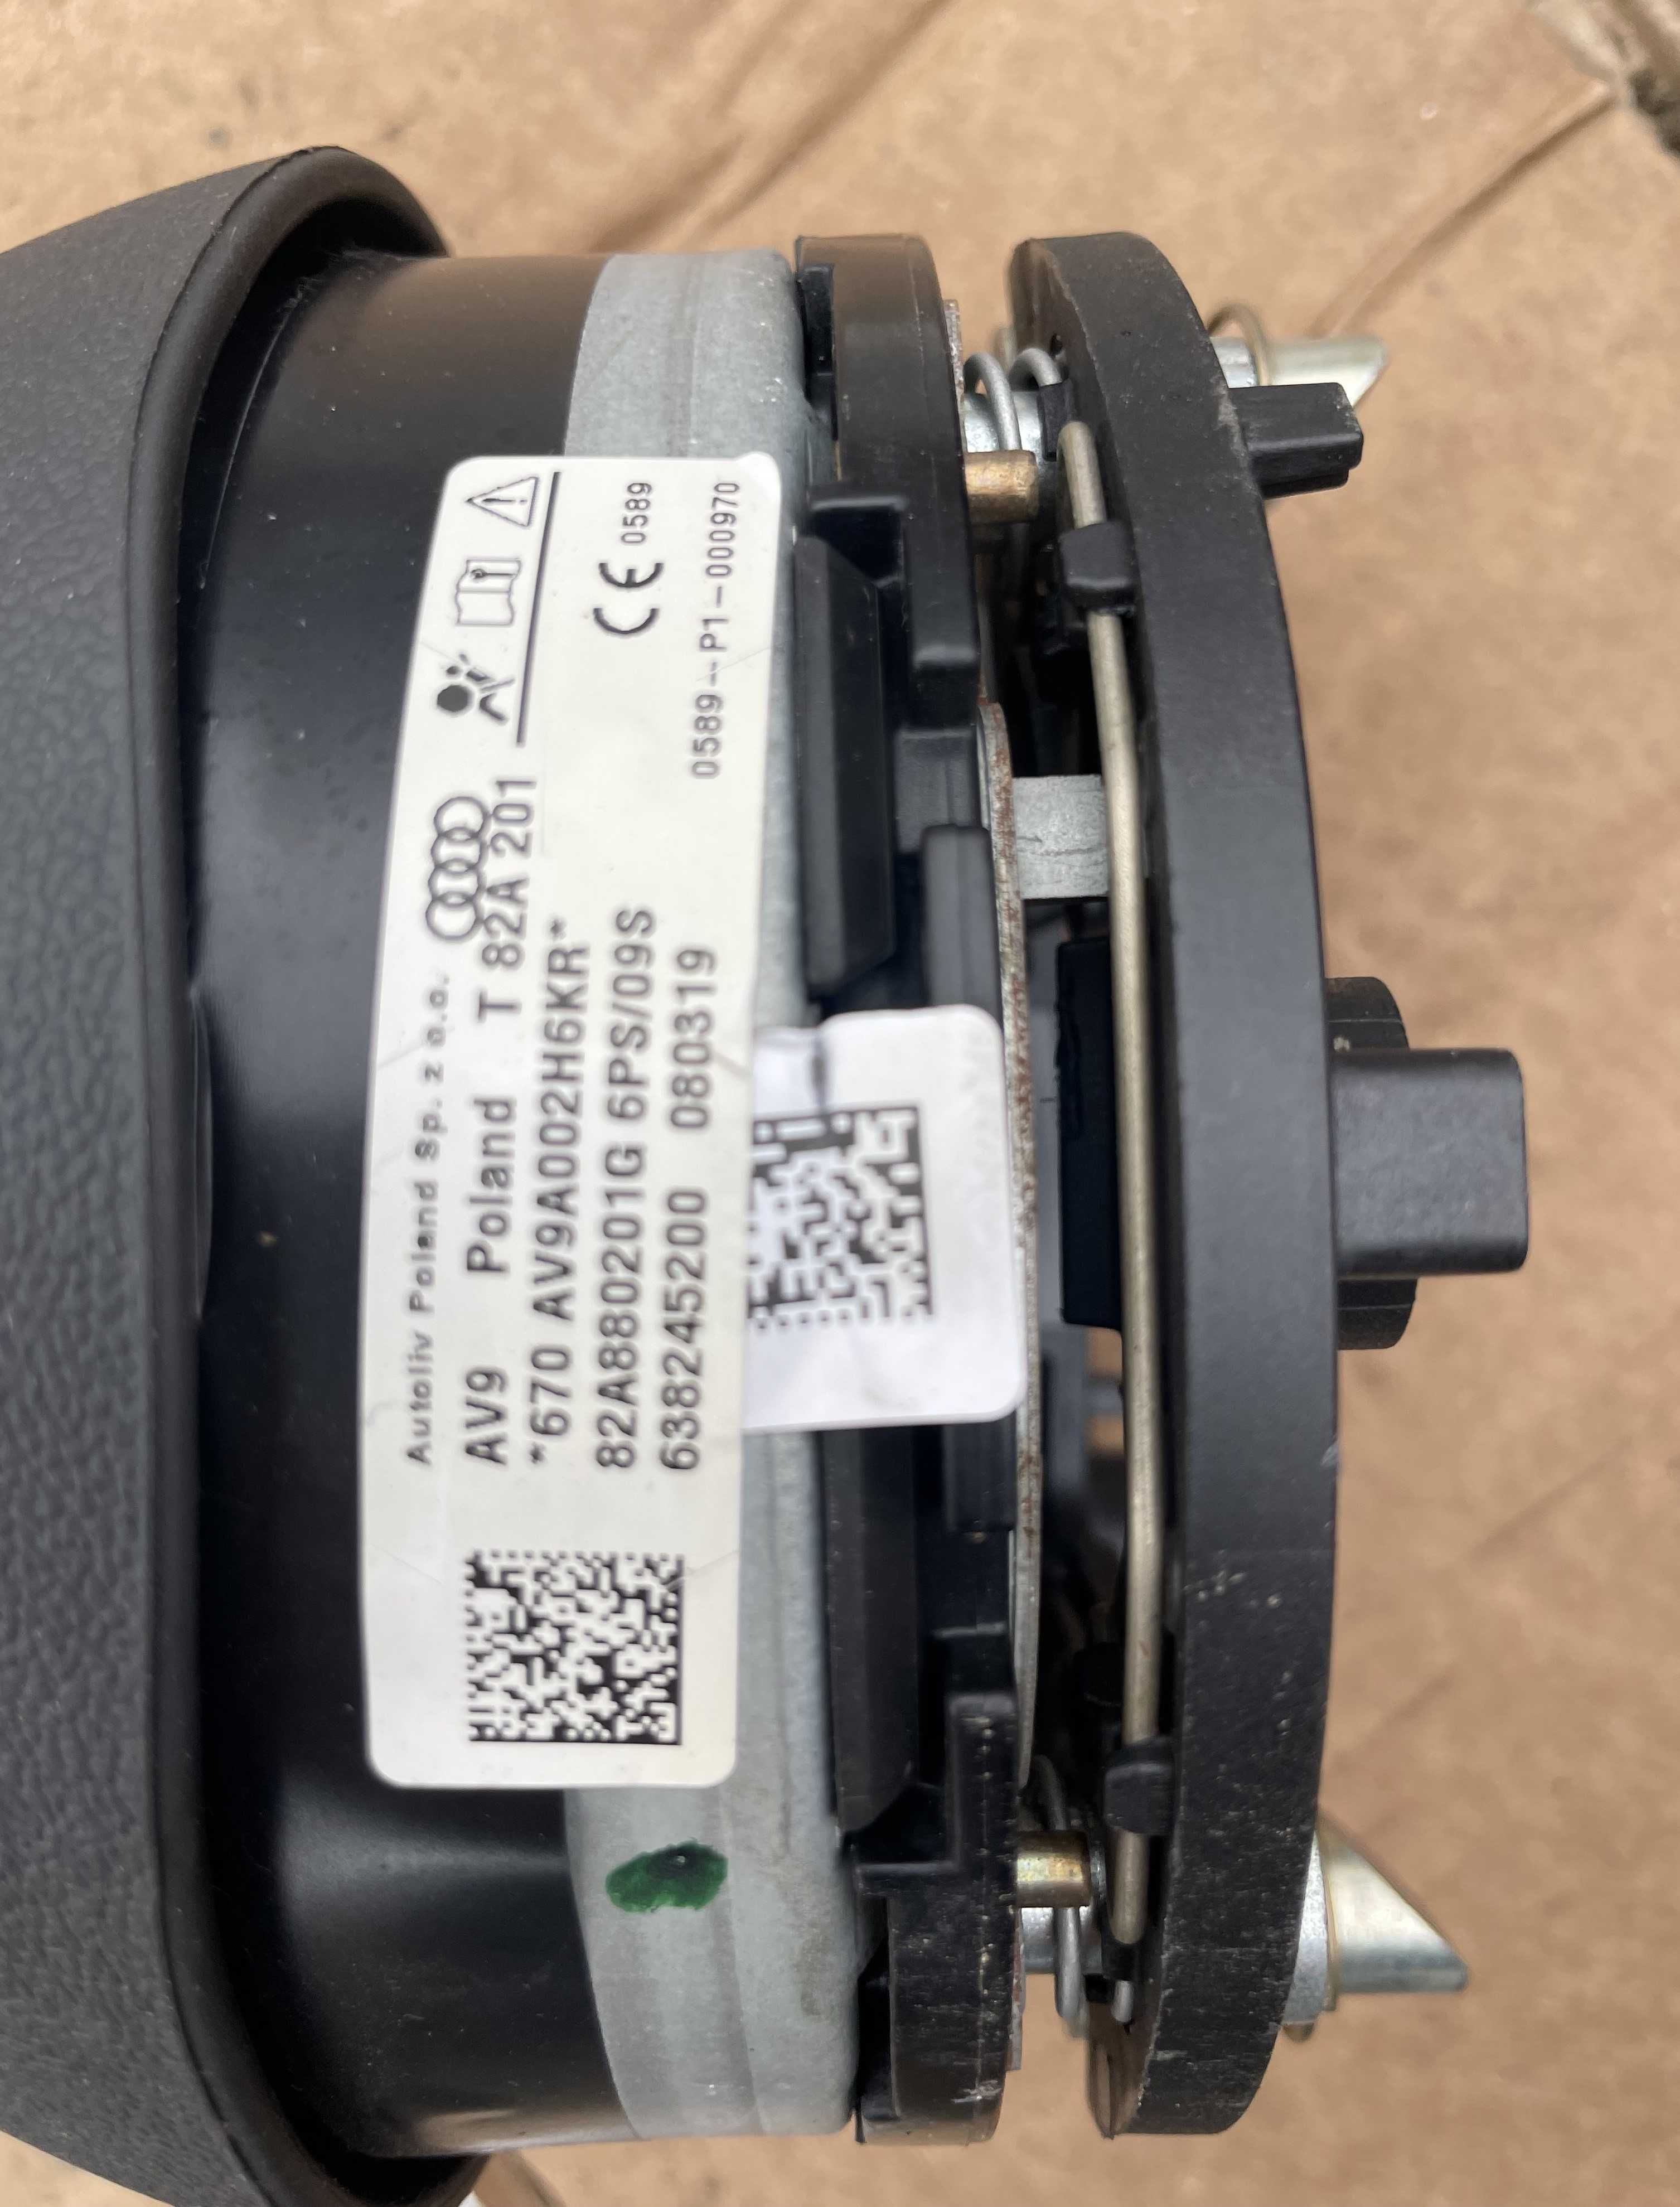 Autoliv Poland Sp. z o.o.
AV9 Poland T 82A 201
*670 AV9A002H6KR*
82A880201G 6PS/09S
638245200 080319
CE 0589
0589-P1-000970